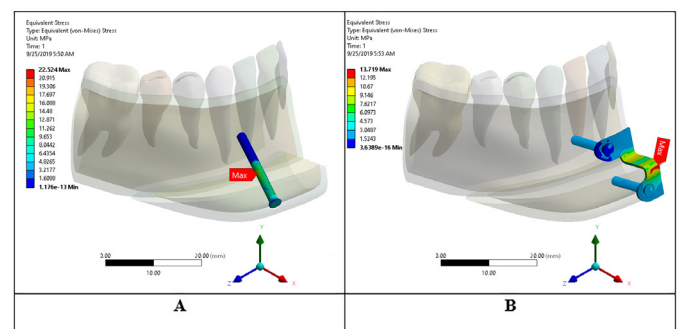 Equivalent Stress
Type: Equivalent (von-Mises) Stress
Unit: MPa
Time: 1
9/25/2019 5:50 AM
22.524 Max
20.915
19.306
17.697
16.088
14.48
12.871
11.262
9.653
8.0442
6.4354
4.8265
3.2177
1.6088
1.176e-13 Min
Max
0.00
20.00 (mm)
10.00
Y
Z
X
A
Equivalent Stress
Type: Equivalent (von-Mises) Stress
Unit: MPa
Time: 1
9/25/2019 5:53 AM
13.719 Max
12.195
10.67
9.146
7.6217
6.0973
4.573
3.0487
1.5243
3.6389e-16 Min
Max
0.00
20.00 (mm)
10.00
Y
Z
X
B